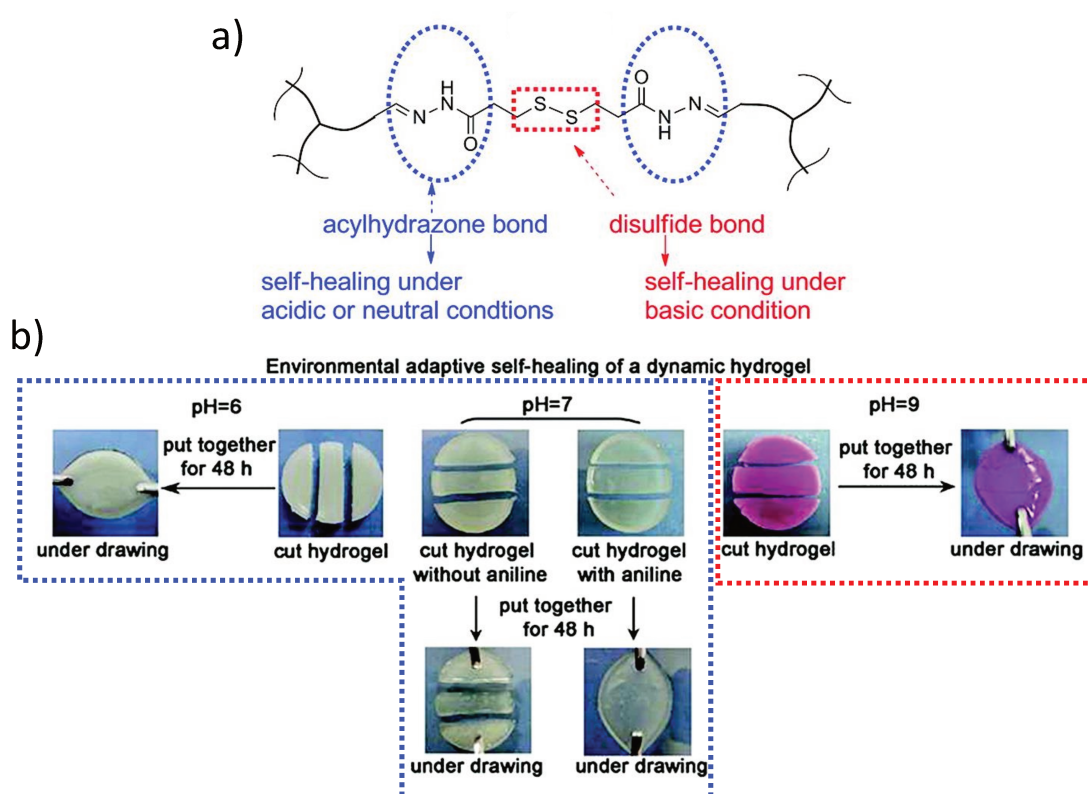 a)
H
N
N
O
S
S
O
N
H
N
acylhydrazone bond
disulfide bond
self-healing under
acidic or neutral condtions
self-healing under
basic condition
b)
Environmental adaptive self-healing of a dynamic hydrogel
pH=6
pH=7
pH=9
put together
for 48 h
put together
for 48 h
under drawing
cut hydrogel
cut hydrogel
without aniline
cut hydrogel
with aniline
cut hydrogel
under drawing
put together
for 48 h
under drawing
under drawing